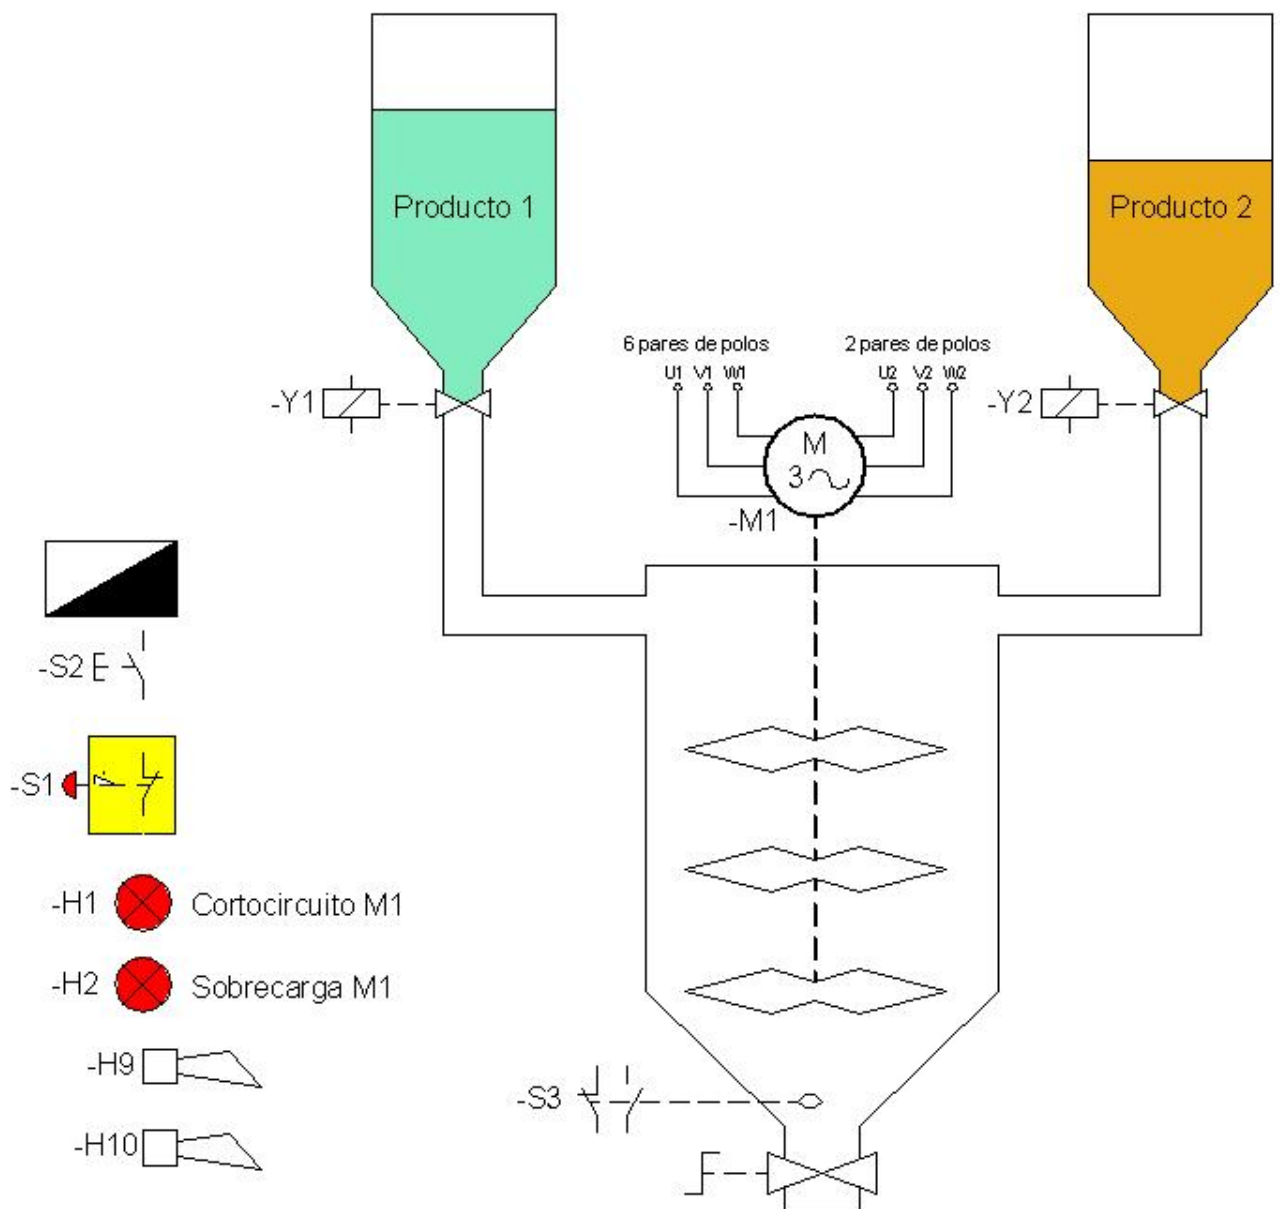 Producto 1
Producto 2
6 pares de polos
2 pares de polos
U1 V1 W1
U2 V2 W2
-Y1
-Y2
M
3
-M1
-S2
-S1
-H1 Cortocircuito M1
-H2 Sobrecarga M1
-H9
-S3
-H10